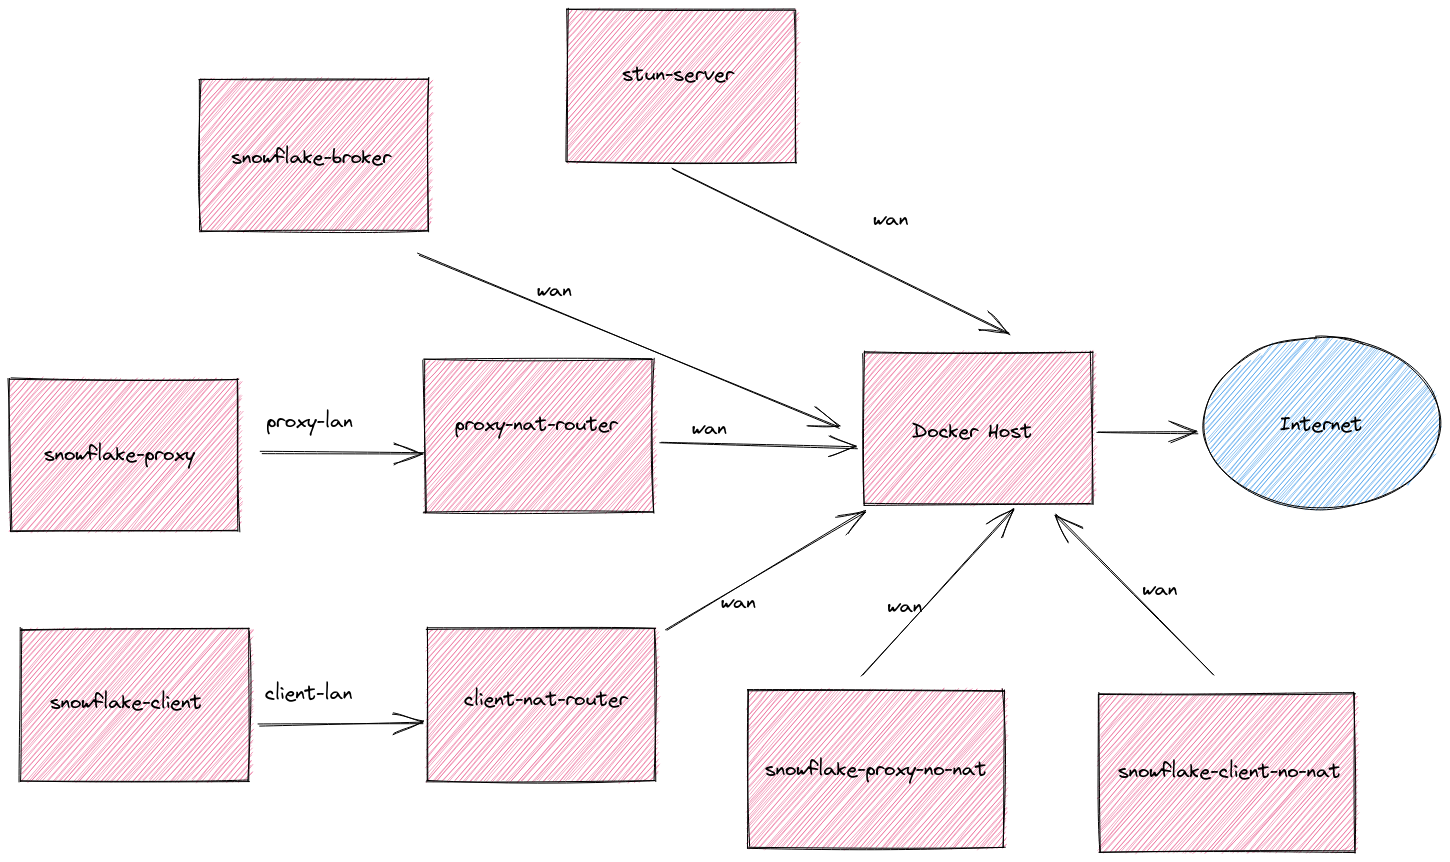 stun-server
snowflake-broker
wan
wan
proxy-lan
proxy-nat-router
wan
Docker Host
Internet
snowflake-proxy
wan
wan
wan
snowflake-client
client-lan
client-nat-router
snowflake-proxy-no-nat
snowflake-client-no-nat